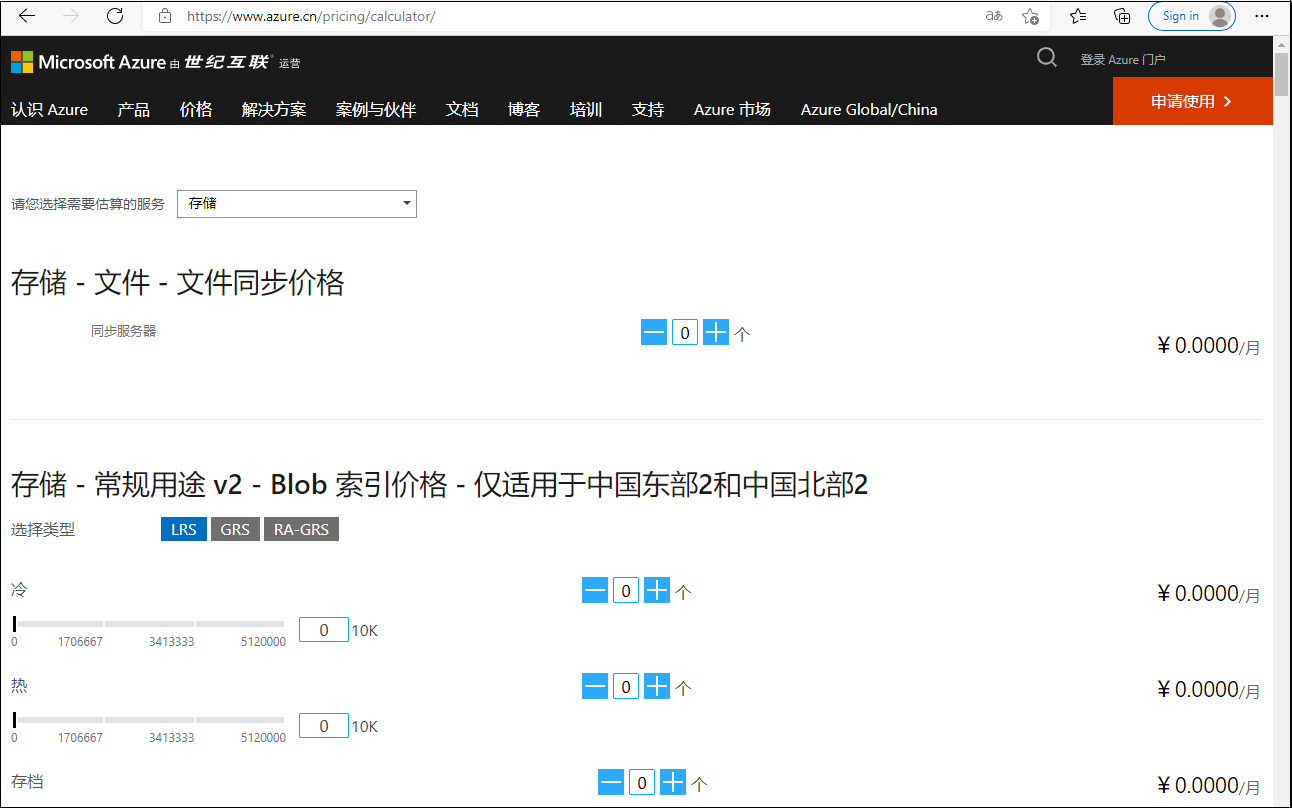 https://www.azure.cn/pricing/calculator/
aあ
Sign in
Microsoft Azure 由 世纪互联 运营
登录 Azure 门户
认识 Azure 产品 价格 解决方案 案例与伙伴 文档 博客 培训 支持 Azure 市场 Azure Global/China
申请使用
请您选择需要估算的服务 存储
存储 - 文件 - 文件同步价格
同步服务器 0 个
¥ 0.0000/月
存储 - 常规用途 v2 - Blob 索引价格 - 仅适用于中国东部2和中国北部2
选择类型 LRS GRS RA-GRS
冷 0 个 ¥ 0.0000/月
0 10K
0 1706667 3413333 5120000
热 0 个 ¥ 0.0000/月
0 10K
0 1706667 3413333 5120000
存档 0 个 ¥ 0.0000/月